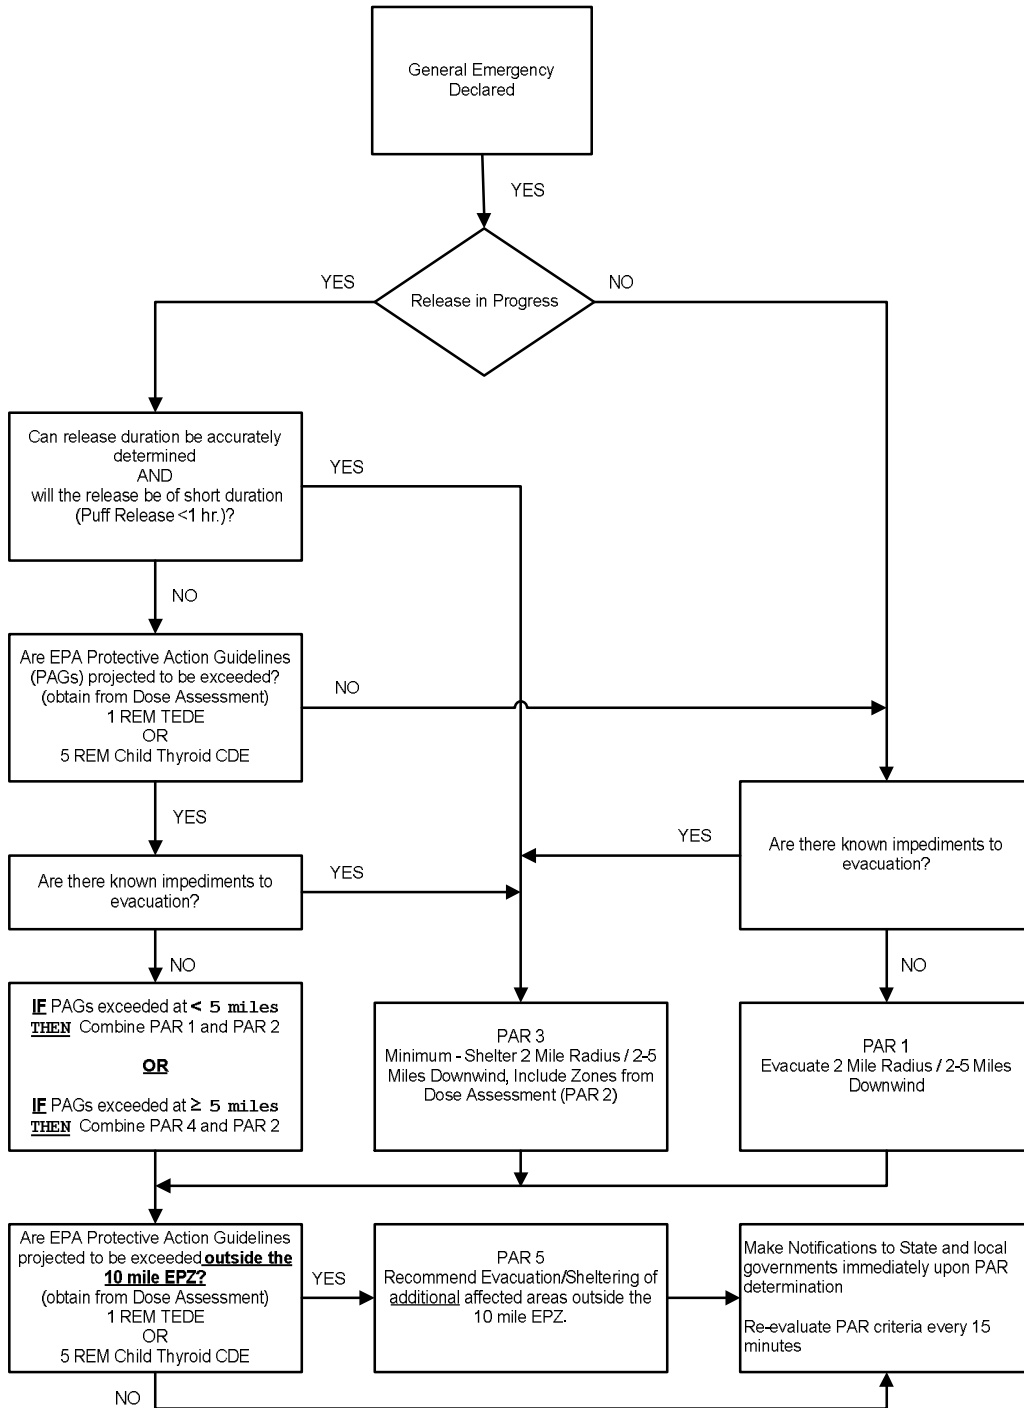 General Emergency
Declared
YES
YES
NO
Release in Progress
Can release duration be accurately
determined
AND
will the release be of short duration
(Puff Release <1 hr.)?
YES
NO
Are EPA Protective Action Guidelines
(PAGs) projected to be exceeded?
(obtain from Dose Assessment)
1 REM TEDE
OR
5 REM Child Thyroid CDE
NO
YES
Are there known impediments to
evacuation?
YES
Are there known impediments to
evacuation?
YES
NO
NO
IF PAGs exceeded at < 5 miles
THEN Combine PAR 1 and PAR 2
OR
IF PAGs exceeded at ≥ 5 miles
THEN Combine PAR 4 and PAR 2
PAR 3
Minimum - Shelter 2 Mile Radius / 2-5
Miles Downwind, Include Zones from
Dose Assessment (PAR 2)
PAR 1
Evacuate 2 Mile Radius / 2-5 Miles
Downwind
Are EPA Protective Action Guidelines
projected to be exceeded outside the
10 mile EPZ?
(obtain from Dose Assessment)
1 REM TEDE
OR
5 REM Child Thyroid CDE
YES
NO
PAR 5
Recommend Evacuation/Sheltering of
additional affected areas outside the
10 mile EPZ.
Make Notifications to State and local
governments immediately upon PAR
determination
Re-evaluate PAR criteria every 15
minutes